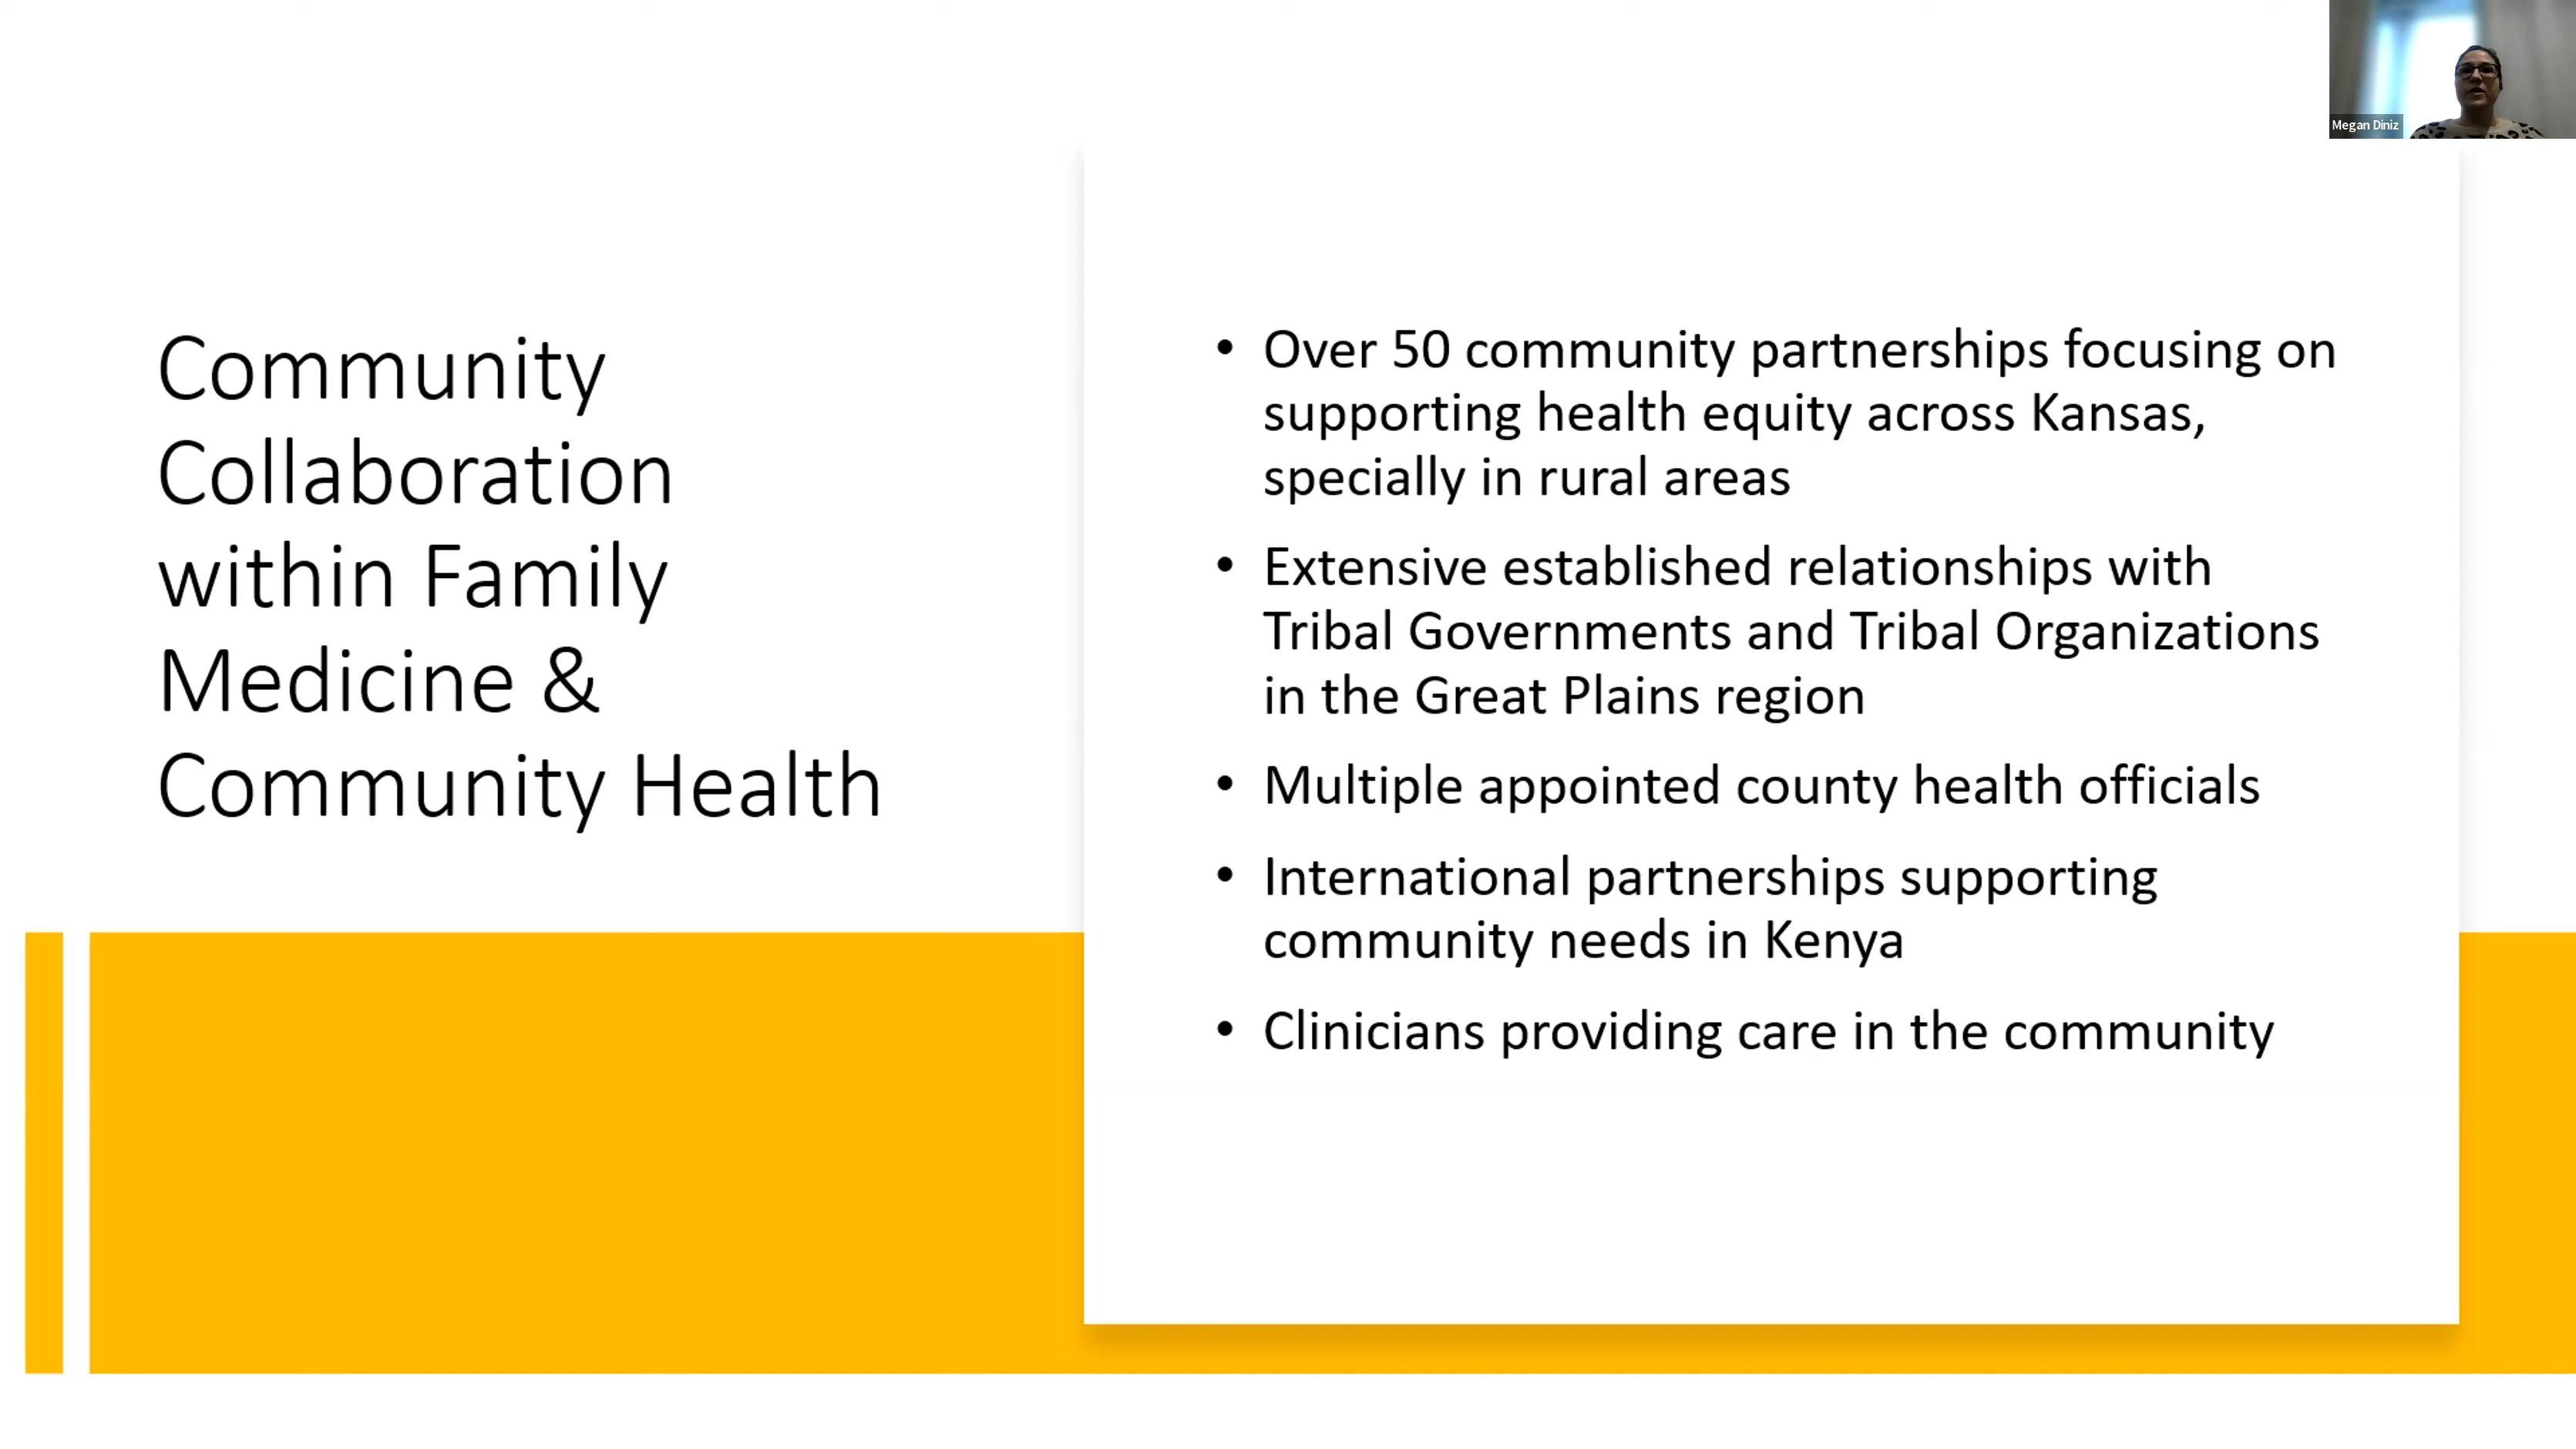 Megan Diniz
Community
Collaboration
within Family
Medicine &
Community Health
• Over 50 community partnerships focusing on
supporting health equity across Kansas,
specially in rural areas
• Extensive established relationships with
Tribal Governments and Tribal Organizations
in the Great Plains region
• Multiple appointed county health officials
• International partnerships supporting
community needs in Kenya
• Clinicians providing care in the community